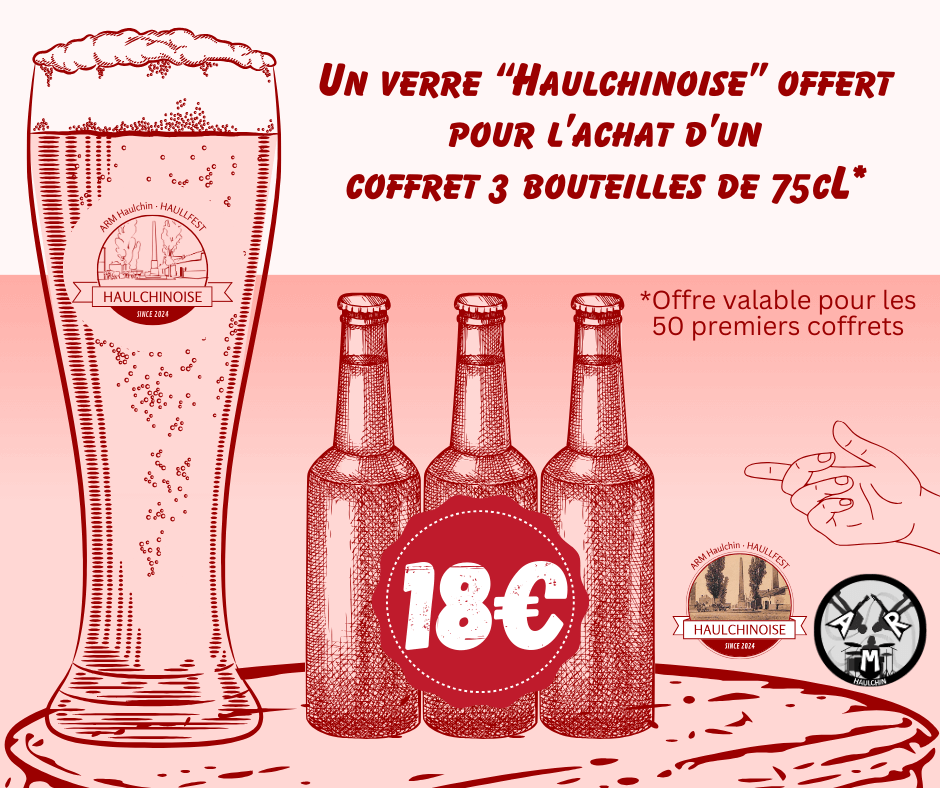 Un verre “Haulchinoise” offert
pour l'achat d'un
coffret 3 bouteilles de 75cL*
ARM Haulchin · HAULLFEST
HAULCHINOISE
SINCE 2024
*Offre valable pour les
50 premiers coffrets
18€
ARM Haulchin · HAULLFEST
HAULCHINOISE
SINCE 2024
A R
M
HAULCHIN